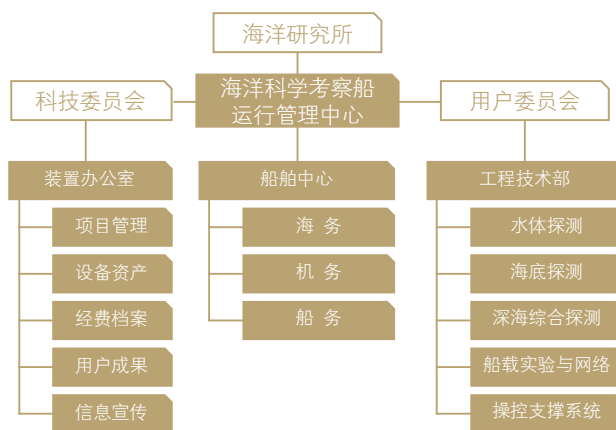 海洋研究所
科技委员会
海洋科学考察船
运行管理中心
用户委员会
装置办公室
项目管理
设备资产
经费档案
用户成果
信息宣传
船舶中心
海 务
机 务
船 务
工程技术部
水体探测
海底探测
深海综合探测
船载实验与网络
操控支撑系统